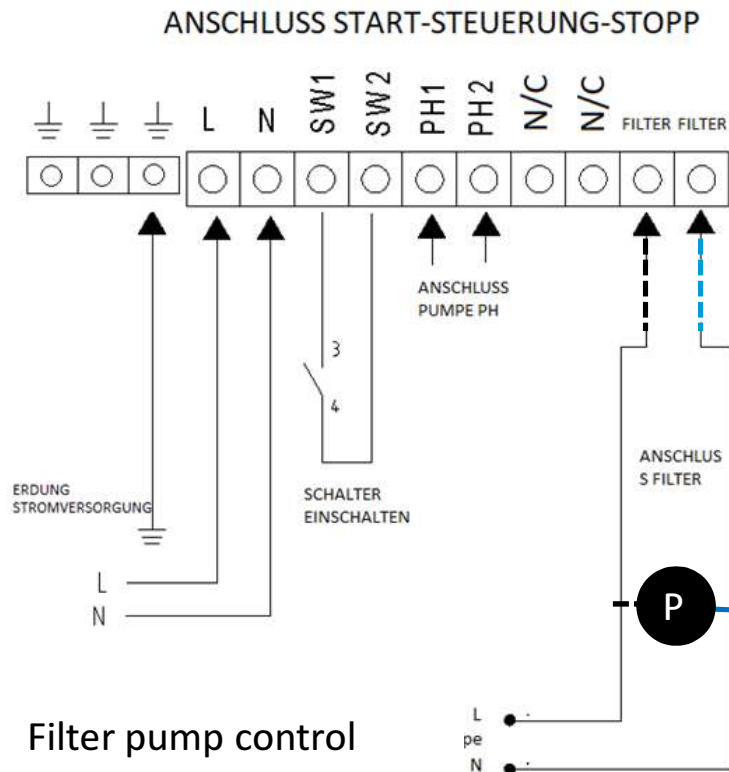 ANSCHLUSS START-STEUERUNG-STOPP
L N SW1 SW2 PH1 PH2 N/C N/C FILTER FILTER
ANSCHLUSS
PUMPE PH
3
4
ANSCHLUS
S FILTER
ERDUNG
STROMVERSORGUNG
SCHALTER
EINSCHALTEN
L
N
P
Filter pump control
L
pe
N